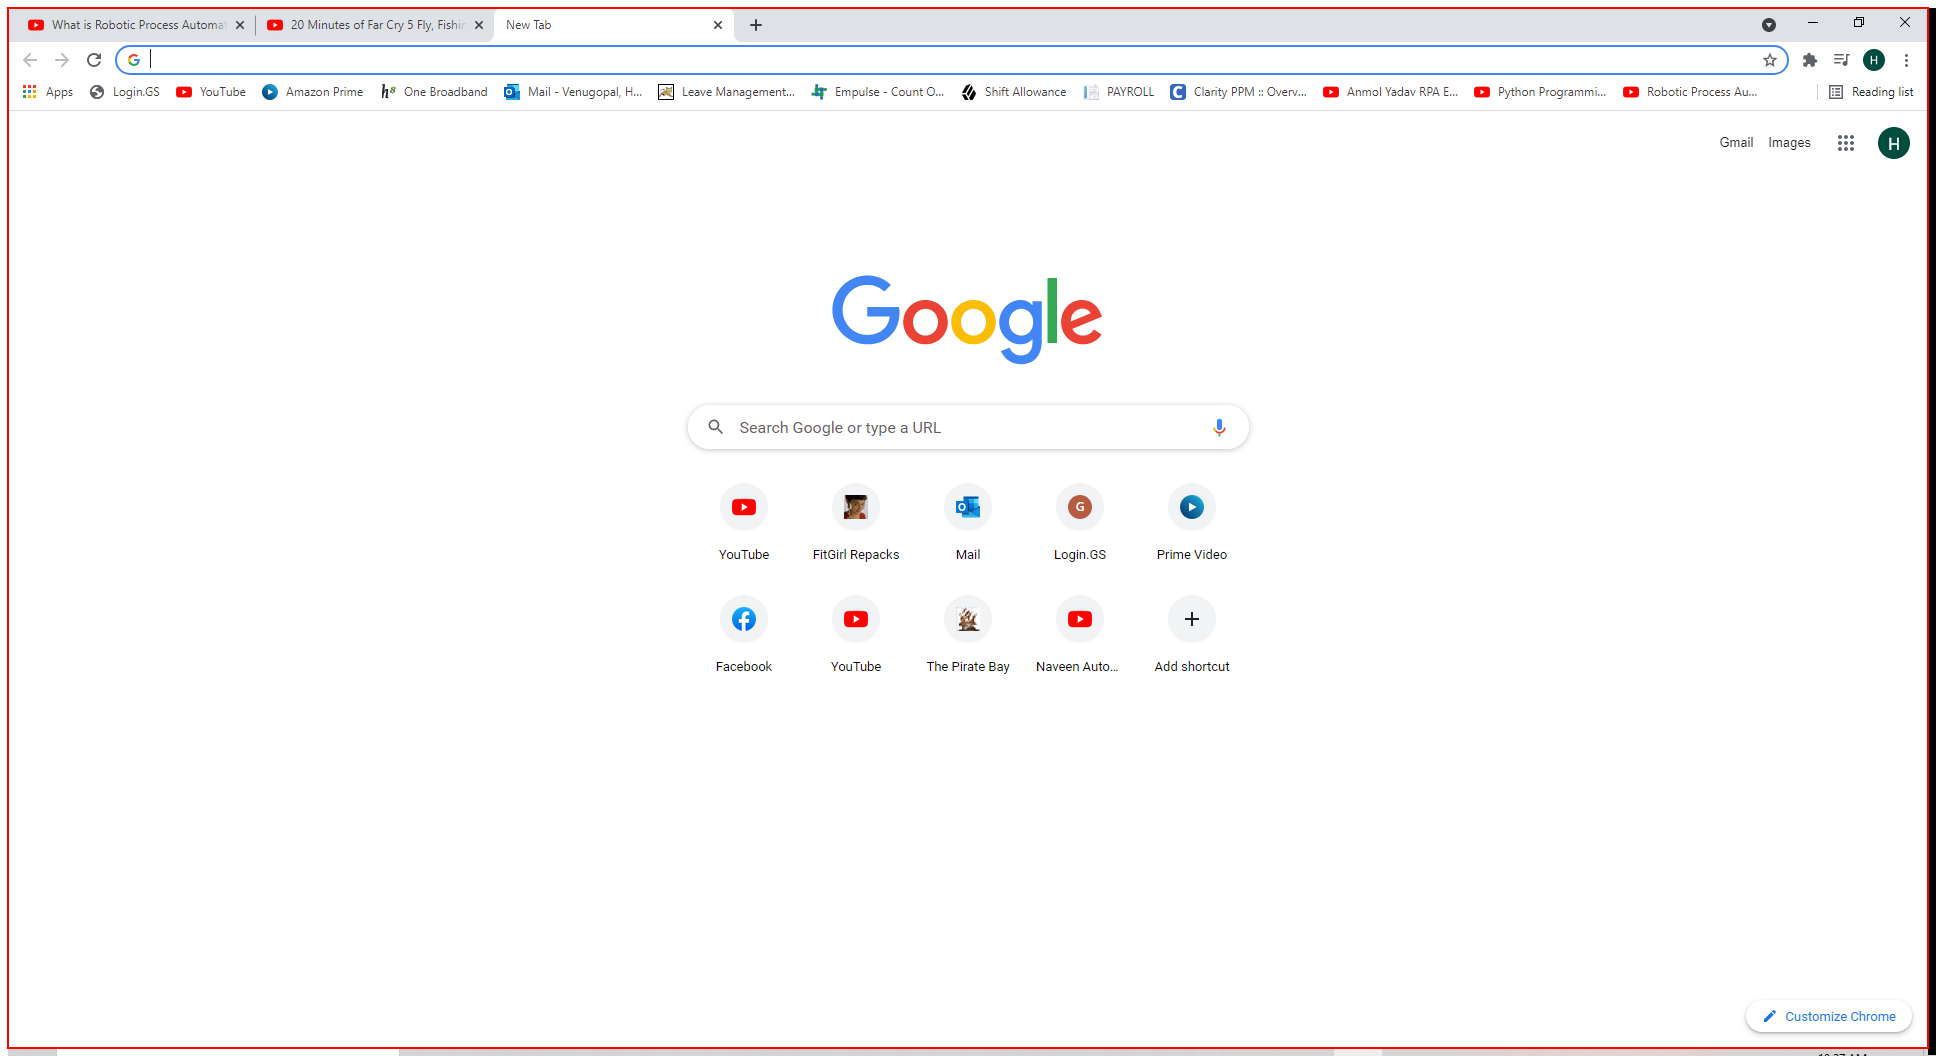 What is Robotic Process Automat
20 Minutes of Far Cry 5 Fly, Fishin
New Tab
Apps
Login.GS
YouTube
Amazon Prime
h8 One Broadband
Mail - Venugopal, H...
Leave Management...
Empulse - Count O...
Shift Allowance
PAYROLL
C Clarity PPM :: Overv...
Anmol Yadav RPA E...
Python Programmi...
Robotic Process Au...
Reading list
H
Gmail Images H
Google
Search Google or type a URL
G
YouTube FitGirl Repacks Mail Login.GS Prime Video
Facebook YouTube The Pirate Bay Naveen Auto... Add shortcut
Customize Chrome